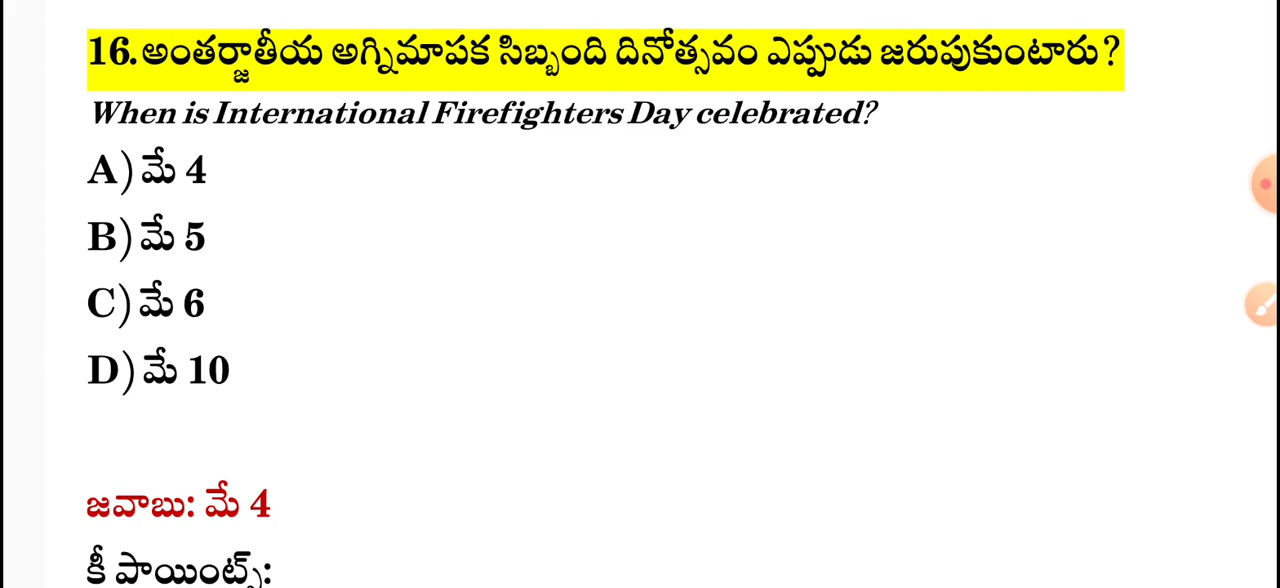 16.అంతర్జాతీయ అగ్నిమాపక సిబ్బంది దినోత్సవం ఎప్పుడు జరుపుకుంటారు?
When is International Firefighters Day celebrated?
A) మే 4
B) మే 5
C) మే 6
D) మే 10
జవాబు: మే 4
కీ పాయింట్స్: